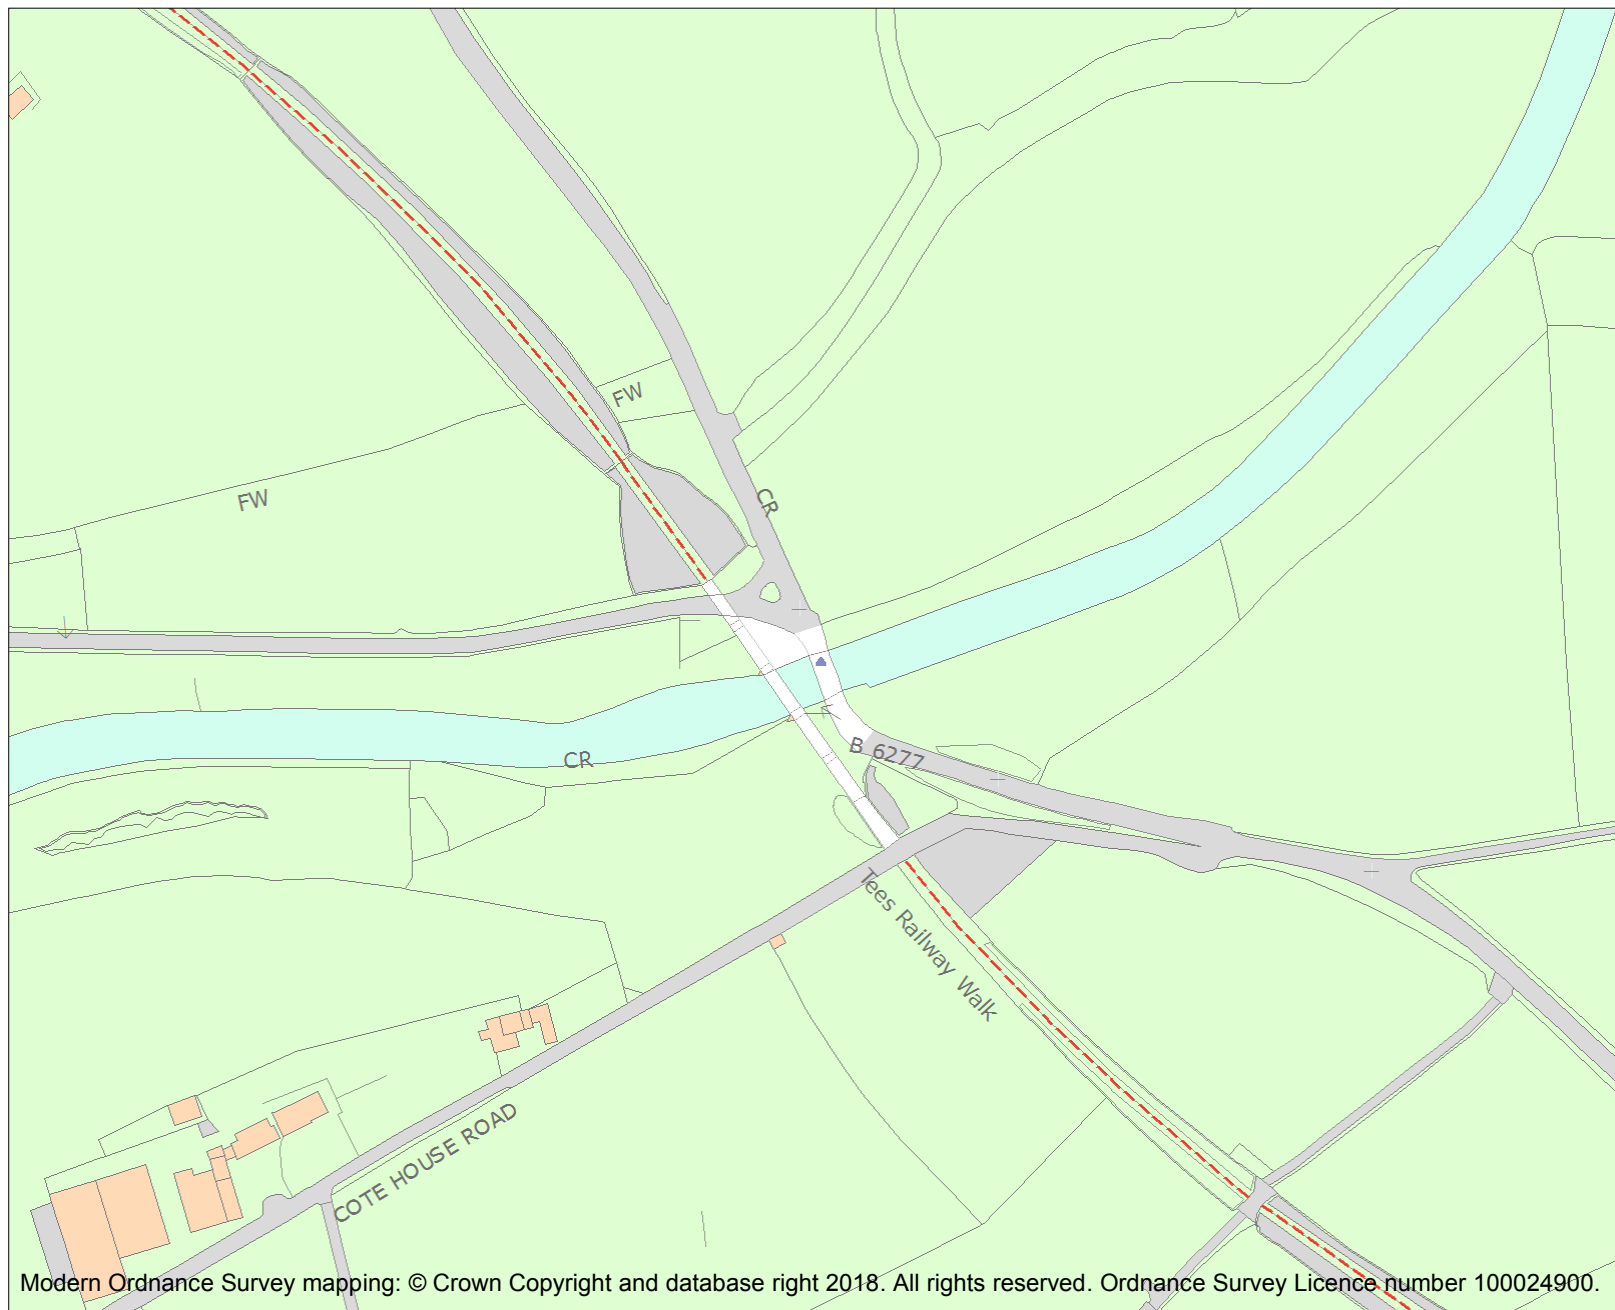 FW
FW
CR
CR
B 6277
Tees Railway Walk
COTE HOUSE ROAD
Modern Ordnance Survey mapping: © Crown Copyright and database right 2018. All rights reserved. Ordnance Survey Licence number 100024900.